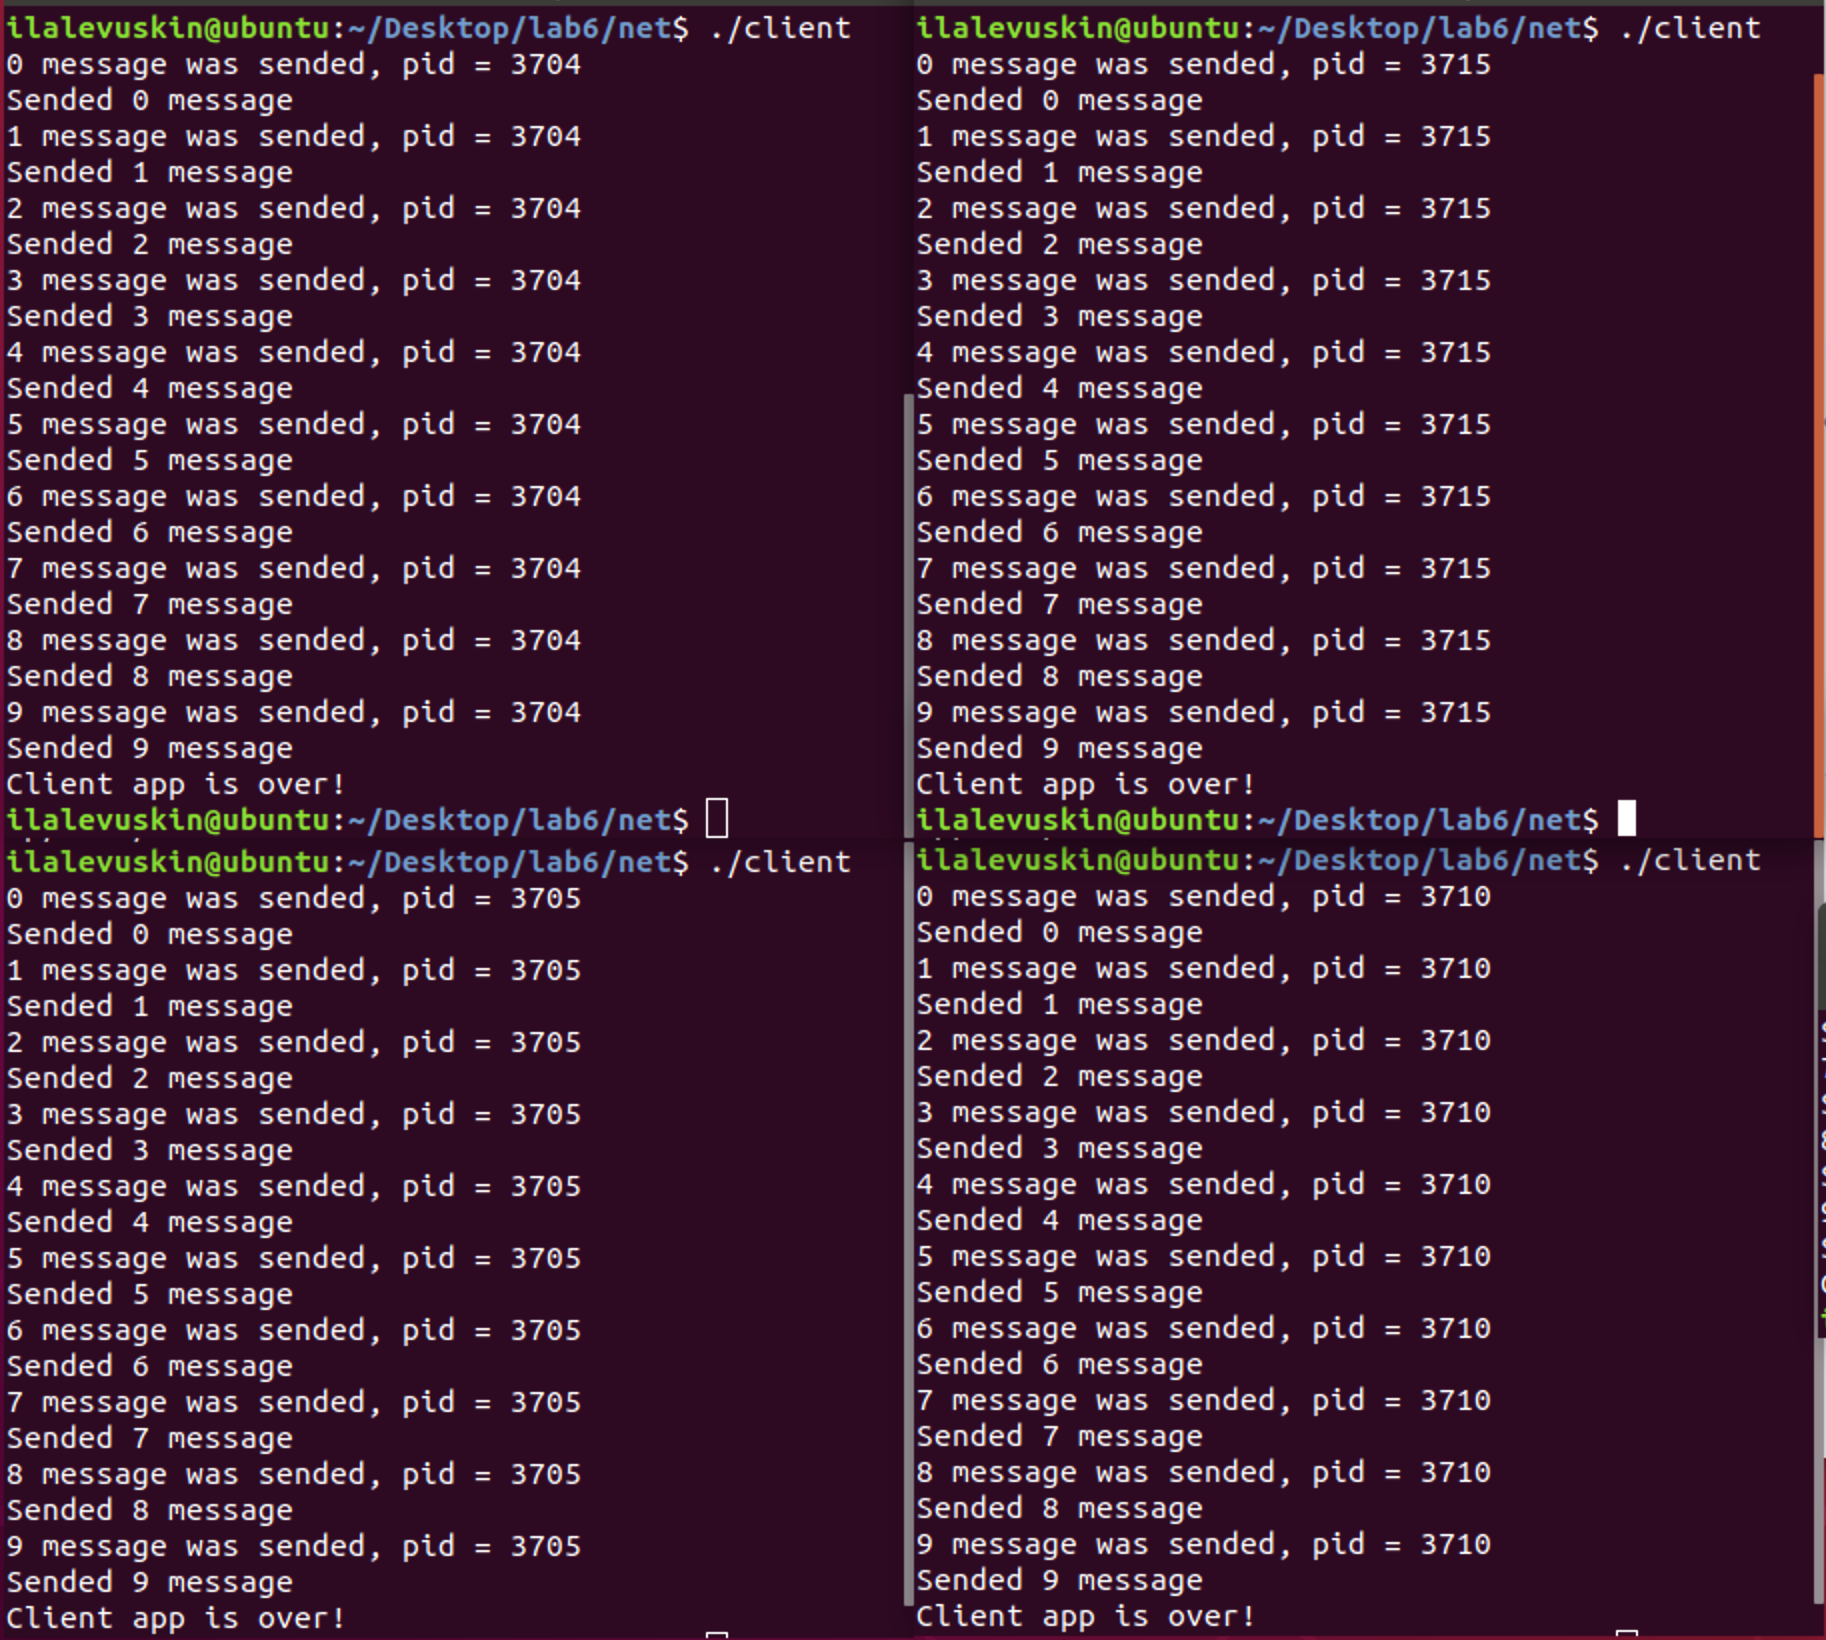 ilalevuskin@ubuntu:~/Desktop/lab6/net$ ./client
0 message was sended, pid = 3704
Sended 0 message
1 message was sended, pid = 3704
Sended 1 message
2 message was sended, pid = 3704
Sended 2 message
3 message was sended, pid = 3704
Sended 3 message
4 message was sended, pid = 3704
Sended 4 message
5 message was sended, pid = 3704
Sended 5 message
6 message was sended, pid = 3704
Sended 6 message
7 message was sended, pid = 3704
Sended 7 message
8 message was sended, pid = 3704
Sended 8 message
9 message was sended, pid = 3704
Sended 9 message
Client app is over!
ilalevuskin@ubuntu:~/Desktop/lab6/net$
ilalevuskin@ubuntu:~/Desktop/lab6/net$ ./client
0 message was sended, pid = 3715
Sended 0 message
1 message was sended, pid = 3715
Sended 1 message
2 message was sended, pid = 3715
Sended 2 message
3 message was sended, pid = 3715
Sended 3 message
4 message was sended, pid = 3715
Sended 4 message
5 message was sended, pid = 3715
Sended 5 message
6 message was sended, pid = 3715
Sended 6 message
7 message was sended, pid = 3715
Sended 7 message
8 message was sended, pid = 3715
Sended 8 message
9 message was sended, pid = 3715
Sended 9 message
Client app is over!
ilalevuskin@ubuntu:~/Desktop/lab6/net$
ilalevuskin@ubuntu:~/Desktop/lab6/net$ ./client
0 message was sended, pid = 3705
Sended 0 message
1 message was sended, pid = 3705
Sended 1 message
2 message was sended, pid = 3705
Sended 2 message
3 message was sended, pid = 3705
Sended 3 message
4 message was sended, pid = 3705
Sended 4 message
5 message was sended, pid = 3705
Sended 5 message
6 message was sended, pid = 3705
Sended 6 message
7 message was sended, pid = 3705
Sended 7 message
8 message was sended, pid = 3705
Sended 8 message
9 message was sended, pid = 3705
Sended 9 message
Client app is over!
ilalevuskin@ubuntu:~/Desktop/lab6/net$ ./client
0 message was sended, pid = 3710
Sended 0 message
1 message was sended, pid = 3710
Sended 1 message
2 message was sended, pid = 3710
Sended 2 message
3 message was sended, pid = 3710
Sended 3 message
4 message was sended, pid = 3710
Sended 4 message
5 message was sended, pid = 3710
Sended 5 message
6 message was sended, pid = 3710
Sended 6 message
7 message was sended, pid = 3710
Sended 7 message
8 message was sended, pid = 3710
Sended 8 message
9 message was sended, pid = 3710
Sended 9 message
Client app is over!